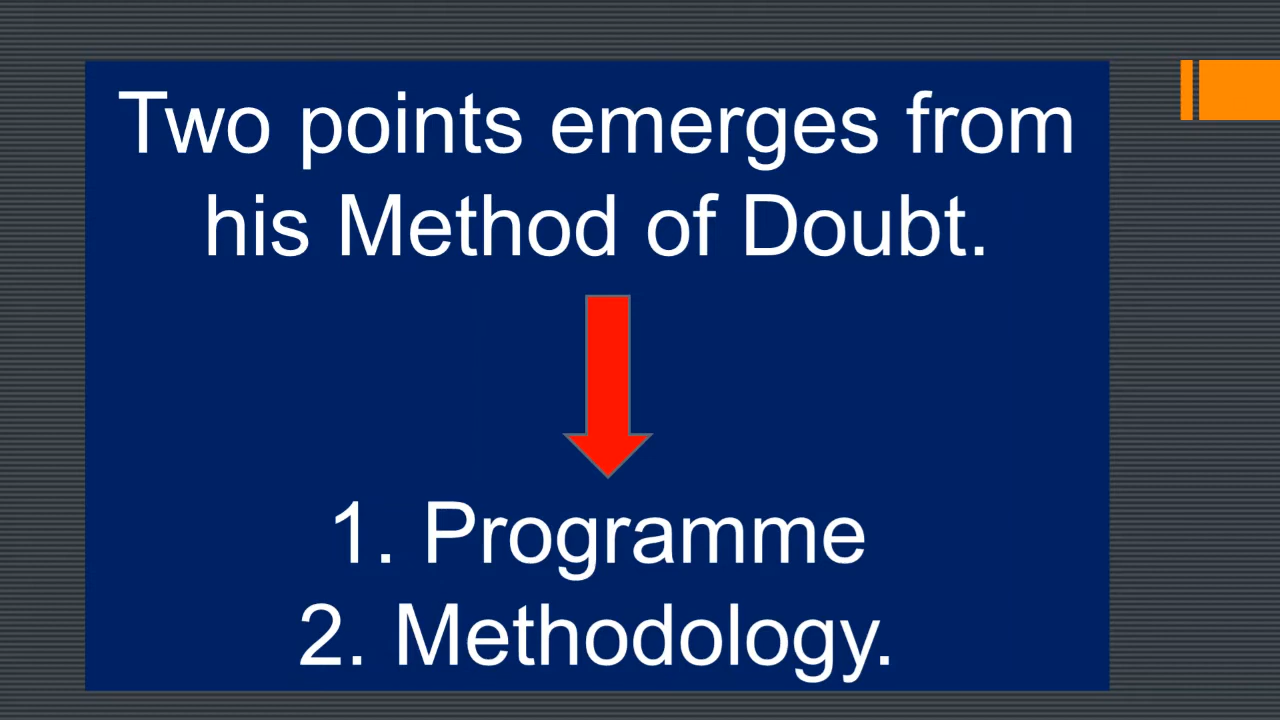 Two points emerges from
his Method of Doubt.
1. Programme
2. Methodology.